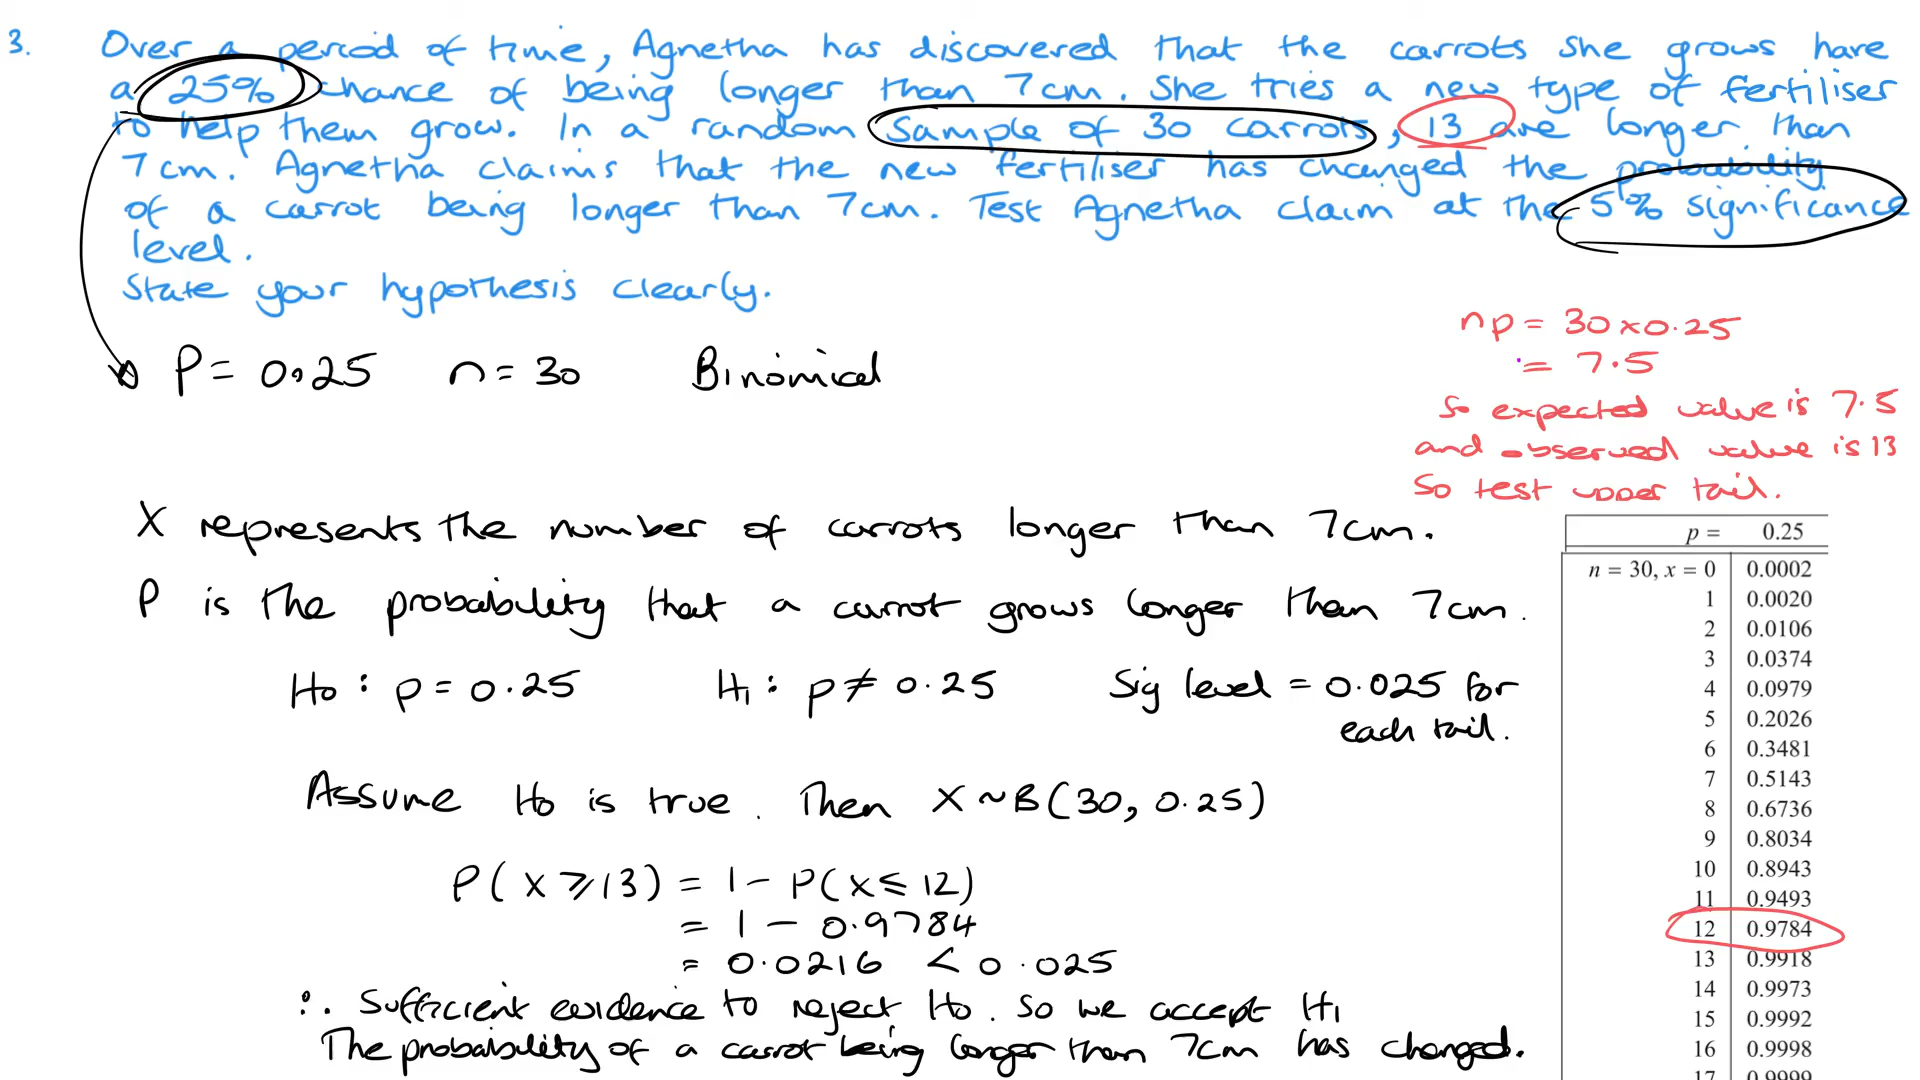 3. Over a period of time, Agnetha has discovered that the carrots she grows have
a 25% chance of being longer than 7cm. She tries a new type of fertiliser
to help them grow. In a random sample of 30 carrots, 13 are longer than
7cm. Agnetha claims that the new fertiliser has changed the probability
of a carrot being longer than 7cm. Test Agnetha claim at the 5% significance
level.
State your hypothesis clearly.
np = 30 x 0.25
= 7.5
So expected value is 7.5
and observed value is 13
So test upper tail.
P = 0.25 n = 30 Binomical
X represents the number of carrots longer than 7cm.
P is the probability that a carrot grows longer than 7cm.
H0 : p = 0.25 H1 : p ≠ 0.25 Sig level = 0.025 for
each tail.
Assume H0 is true. Then X ~ B(30, 0.25)
P(X ⩾ 13) = 1 - P(X ≤ 12)
= 1 - 0.9784
= 0.0216 < 0.025
∴ Sufficient evidence to reject H0. So we accept H1
The probability of a carrot being longer than 7cm has changed.
p = 0.25
n = 30, x = 0 0.0002
1 0.0020
2 0.0106
3 0.0374
4 0.0979
5 0.2026
6 0.3481
7 0.5143
8 0.6736
9 0.8034
10 0.8943
11 0.9493
12 0.9784
13 0.9918
14 0.9973
15 0.9992
16 0.9998
17 0.9999